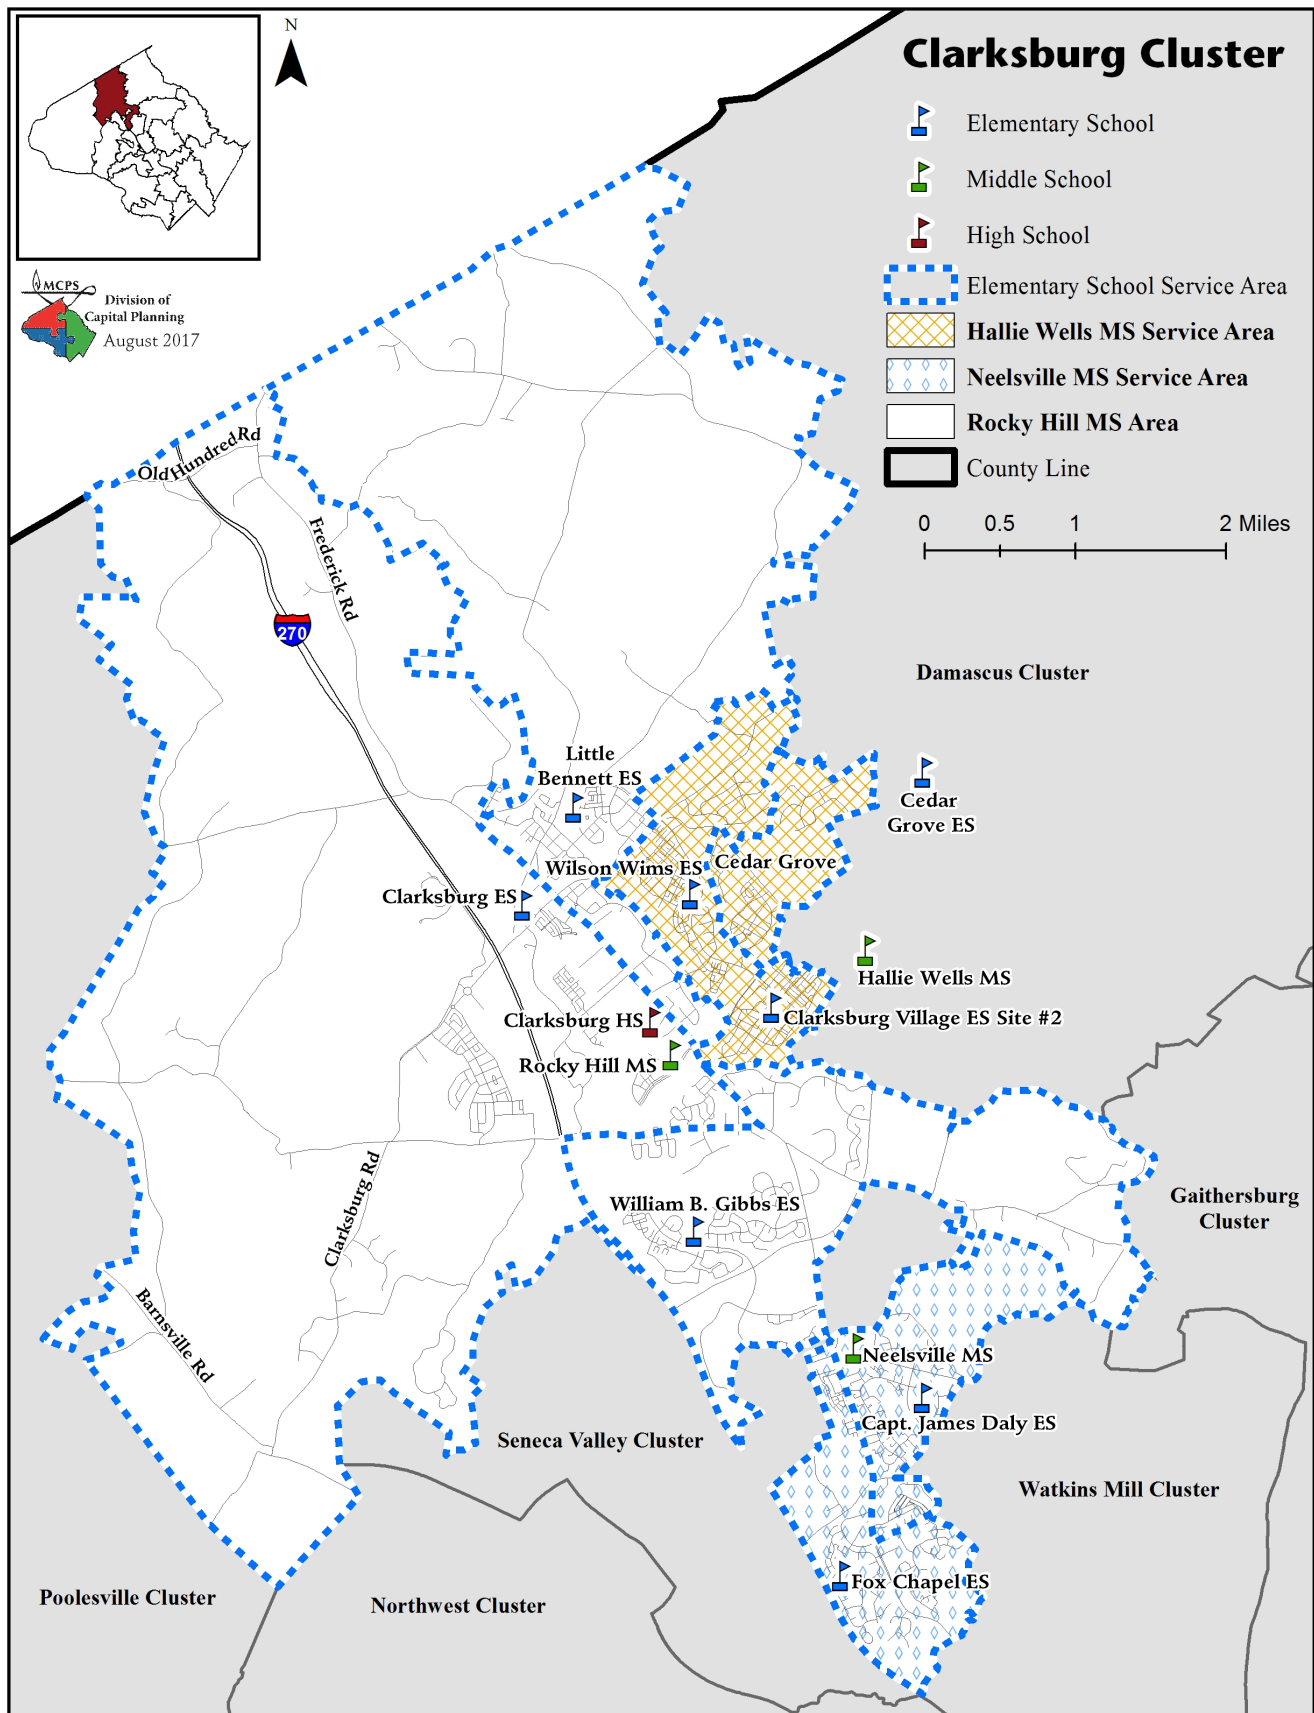 N
Clarksburg Cluster
Elementary School
Middle School
High School
Elementary School Service Area
Hallie Wells MS Service Area
Neelsville MS Service Area
Rocky Hill MS Area
County Line
0 0.5 1 2 Miles
MCPS
Division of
Capital Planning
August 2017
Old Hundred Rd
Frederick Rd
270
Damascus Cluster
Little
Bennett ES
Cedar
Grove ES
Wilson Wims ES
Cedar Grove
Clarksburg ES
Hallie Wells MS
Clarksburg HS
Clarksburg Village ES Site #2
Rocky Hill MS
Clarksburg Rd
William B. Gibbs ES
Gaithersburg
Cluster
Barnsville Rd
Neelsville MS
Capt. James Daly ES
Seneca Valley Cluster
Watkins Mill Cluster
Fox Chapel ES
Poolesville Cluster
Northwest Cluster